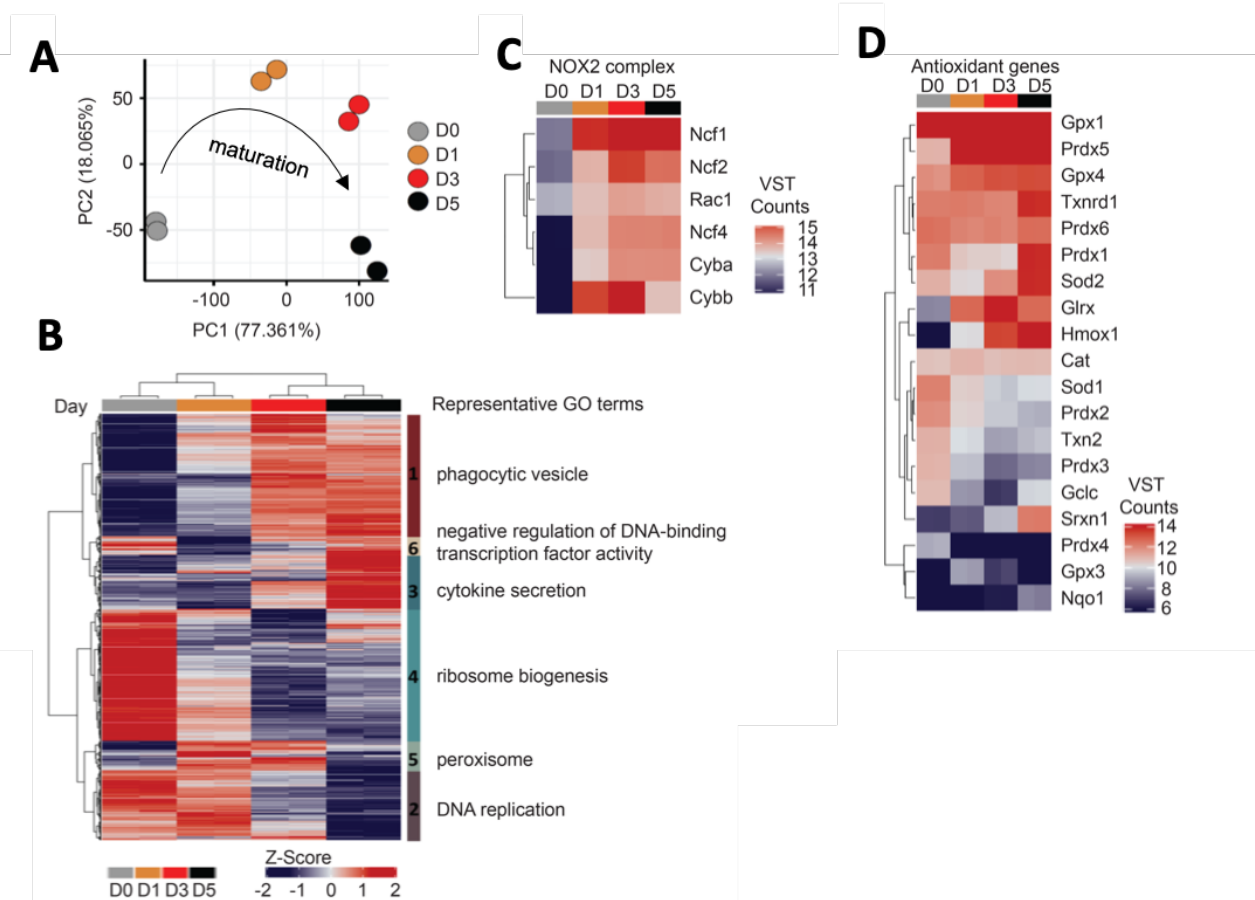 A
PC2 (18.065%)
50
0
-50
-100
0
100
PC1 (77.361%)
maturation
D0
D1
D3
D5
C
NOX2 complex
D0 D1 D3 D5
Ncf1
Ncf2
Rac1
Ncf4
Cyba
Cybb
VST
Counts
15
14
13
12
11
D
Antioxidant genes
D0 D1 D3 D5
Gpx1
Prdx5
Gpx4
Txnrd1
Prdx6
Prdx1
Sod2
Glrx
Hmox1
Cat
Sod1
Prdx2
Txn2
Prdx3
Gclc
Srxn1
Prdx4
Gpx3
Nqo1
VST
Counts
14
12
10
8
6
B
Day
Representative GO terms
1 phagocytic vesicle
negative regulation of DNA-binding
6 transcription factor activity
3 cytokine secretion
4 ribosome biogenesis
5 peroxisome
2 DNA replication
D0 D1 D3 D5
Z-Score
-2 -1 0 1 2